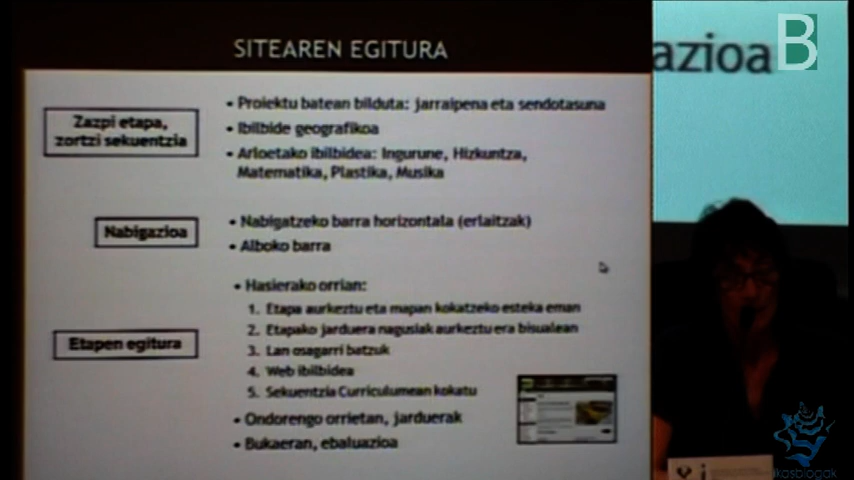 SITEAREN EGITURA
azioa
B
Zazpi etapa,
zortzi sekuentzia
• Proiektu batean bilduta: jarraipena eta sendotasuna
• Ibilbide geografikoa
• Arloetako ibilbidea: Ingurune, Hizkuntza,
Matematika, Plastika, Musika
Nabigazioa
• Nabigatzeko barra horizontala (erlaitzak)
• Alboko barra
Etapen egitura
• Hasierako orrian:
1. Etapa aurkeztu eta mapan kokatzeko esteka eman
2. Etapako jarduera nagusiak aurkeztu era bisualean
3. Lan osagarri batzuk
4. Web ibilbidea
5. Sekuentzia Curriculumean kokatu
• Ondorengo orrietan, jarduerak
• Bukaeran, ebaluazioa
ikasblogak